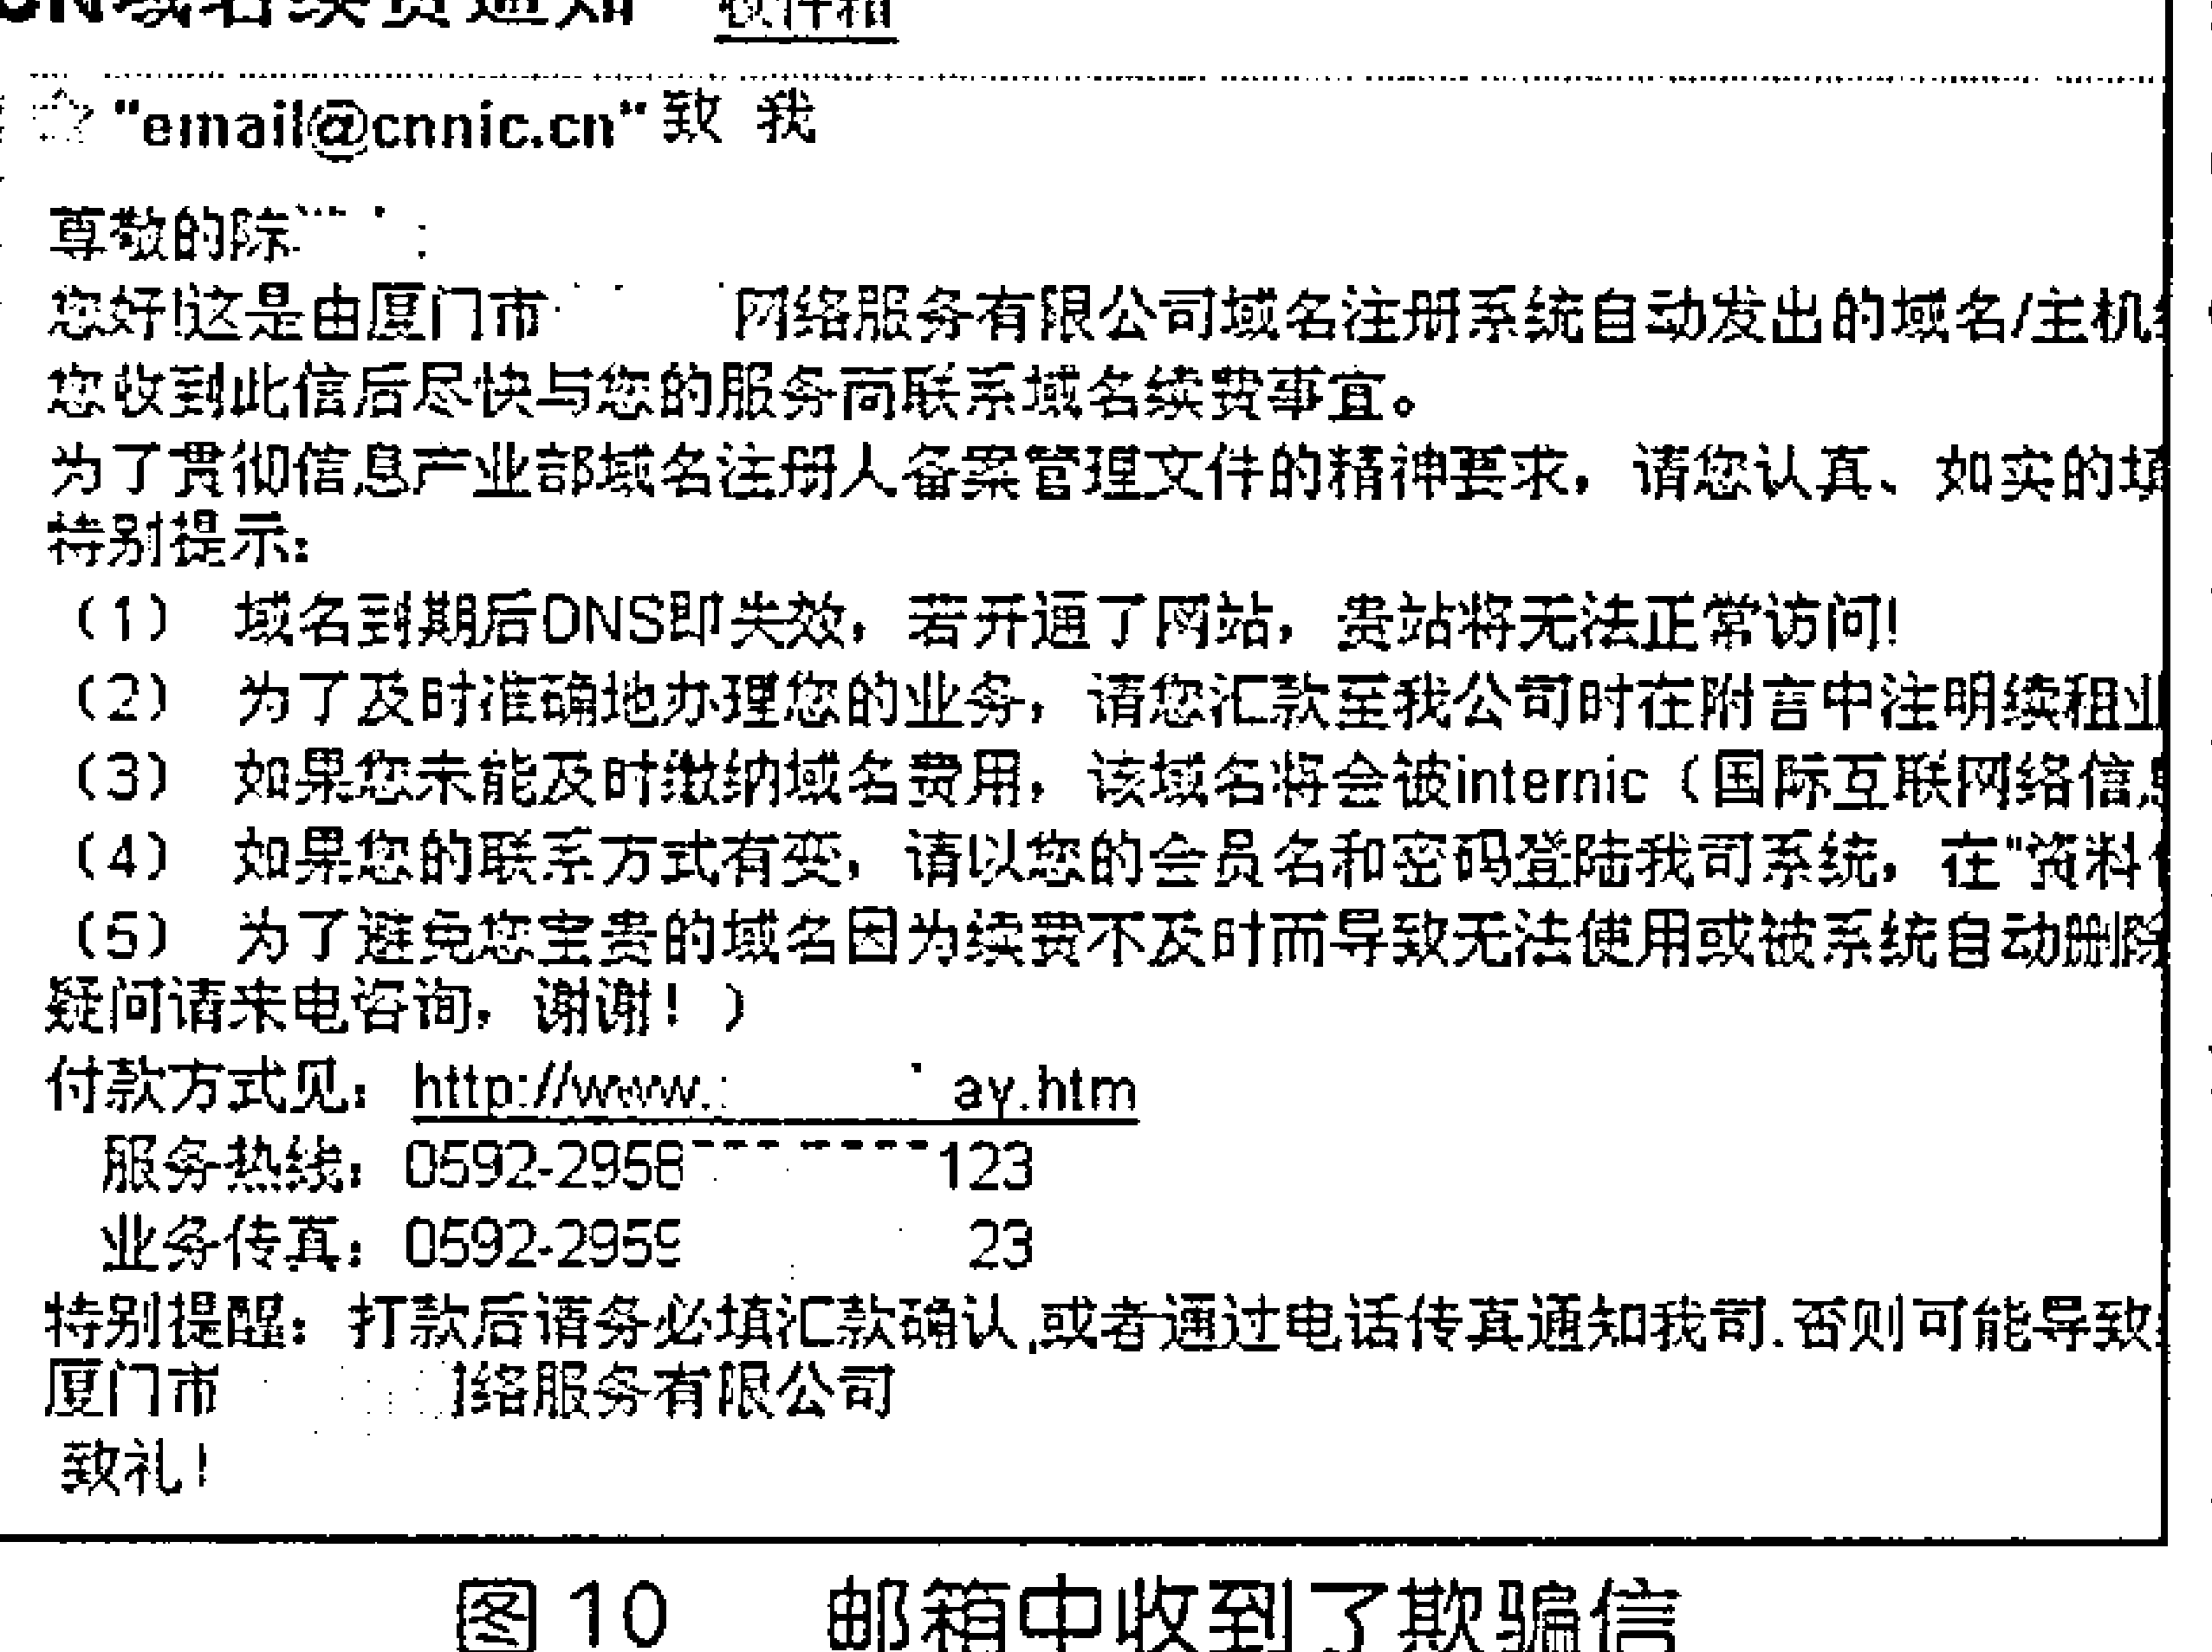 CN域名续费通知 收件箱
"email@cnnic.cn" 致 我
尊敬的陈 :
您好!这是由厦门市 网络服务有限公司域名注册系统自动发出的域名/主机
您收到此信后尽快与您的服务商联系域名续费事宜。
为了贯彻信息产业部域名注册人备案管理文件的精神要求，请您认真、如实的填
特别提示：
（1） 域名到期后DNS即失效，若开通了网站，贵站将无法正常访问!
（2） 为了及时准确地办理您的业务，请您汇款至我公司时在附言中注明续租业
（3） 如果您未能及时缴纳域名费用，该域名将会被internic（国际互联网络信息
（4） 如果您的联系方式有变，请以您的会员名和密码登陆我司系统，在"资料
（5） 为了避免您宝贵的域名因为续费不及时而导致无法使用或被系统自动删除
疑问请来电咨询，谢谢！）
付款方式见：http://www. ay.htm
服务热线：0592-2958 123
业务传真：0592-2959 23
特别提醒：打款后请务必填汇款确认,或者通过电话传真通知我司.否则可能导致
厦门市 络服务有限公司
致礼！
图10 邮箱中收到了欺骗信